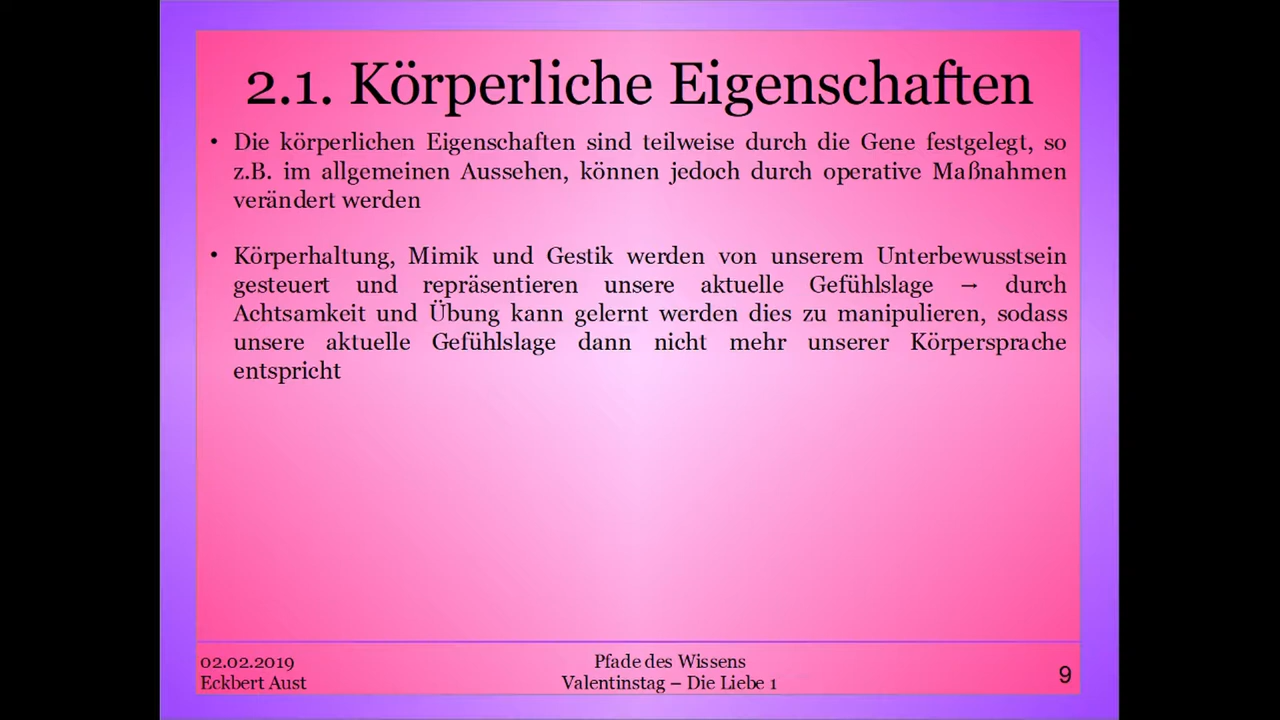 2.1. Körperliche Eigenschaften
• Die körperlichen Eigenschaften sind teilweise durch die Gene festgelegt, so
z.B. im allgemeinen Aussehen, können jedoch durch operative Maßnahmen
verändert werden
• Körperhaltung, Mimik und Gestik werden von unserem Unterbewusstsein
gesteuert und repräsentieren unsere aktuelle Gefühlslage → durch
Achtsamkeit und Übung kann gelernt werden dies zu manipulieren, sodass
unsere aktuelle Gefühlslage dann nicht mehr unserer Körpersprache
entspricht
02.02.2019
Eckbert Aust
Pfade des Wissens
Valentinstag – Die Liebe 1
9